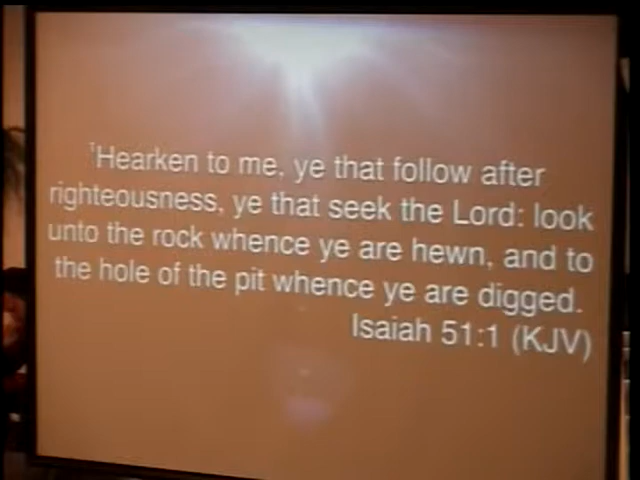 ¹Hearken to me, ye that follow after
righteousness, ye that seek the Lord: look
unto the rock whence ye are hewn, and to
the hole of the pit whence ye are digged.
Isaiah 51:1 (KJV)